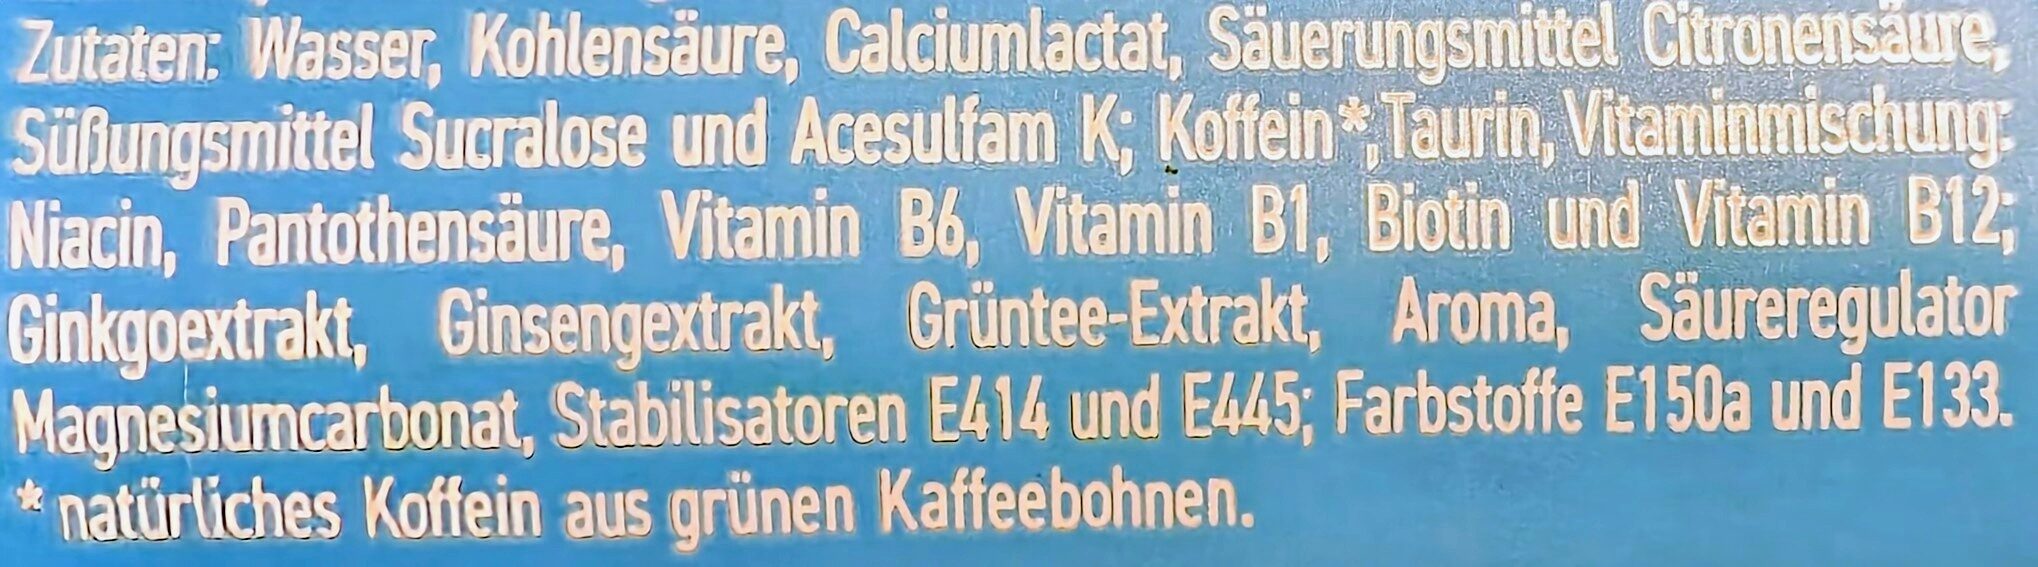 Zutaten: Wasser, Kohlensäure, Calciumlactat, Säuerungsmittel Citronensäure,
Süßungsmittel Sucralose und Acesulfam K; Koffein*,Taurin, Vitaminmischung:
Niacin, Pantothensäure, Vitamin B6, Vitamin B1, Biotin und Vitamin B12;
Ginkgoextrakt, Ginsengextrakt, Grüntee-Extrakt, Aroma, Säureregulator
Magnesiumcarbonat, Stabilisatoren E414 und E445; Farbstoffe E150a und E133.
* natürliches Koffein aus grünen Kaffeebohnen.